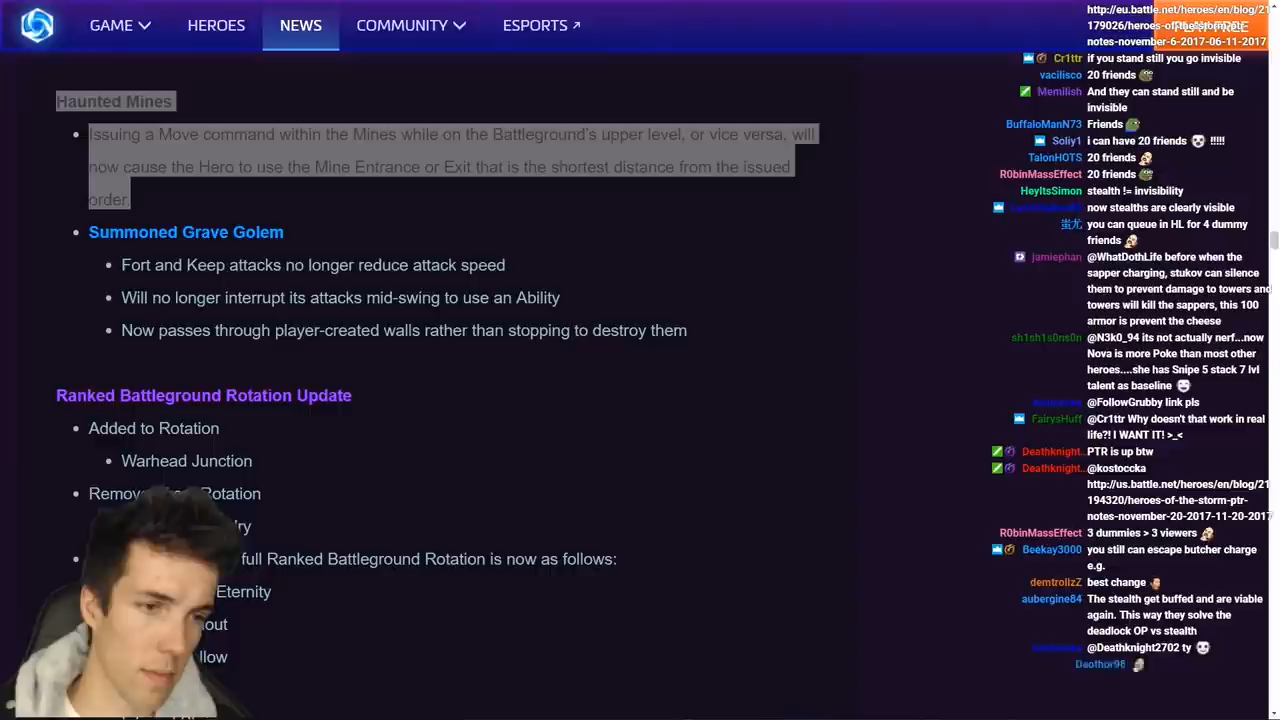 GAME
HEROES
NEWS
COMMUNITY
ESPORTS
Haunted Mines
Issuing a Move command within the Mines while on the Battleground's upper level, or vice versa, will
now cause the Hero to use the Mine Entrance or Exit that is the shortest distance from the issued
order.
Summoned Grave Golem
Fort and Keep attacks no longer reduce attack speed
Will no longer interrupt its attacks mid-swing to use an Ability
Now passes through player-created walls rather than stopping to destroy them
Ranked Battleground Rotation Update
Added to Rotation
Warhead Junction
Rotation
full Ranked Battleground Rotation is now as follows:
Eternity
http://eu.battle.net/heroes/en/blog/21
179026/heroes-of-the-storm-ptr-
notes-november-6-2017-06-11-2017
Cr1ttr if you stand still you go invisible
vacilisco 20 friends
Memilish And they can stand still and be
invisible
BuffaloManN73 Friends
Soliy1 i can have 20 friends !!!!!
TalonHOTS 20 friends
R0binMassEffect 20 friends
HeyItsSimon stealth != invisibility
now stealths are clearly visible
蚩尤 you can queue in HL for 4 dummy
friends
jamiephan @WhatDothLife before when the
sapper charging, stukov can silence
them to prevent damage to towers and
towers will kill the sappers, this 100
armor is prevent the cheese
sh1sh1s0ns0n @N3k0_94 its not actually nerf...now
Nova is more Poke than most other
heroes....she has Snipe 5 stack 7 lvl
talent as baseline
@FollowGrubby link pls
FairysHuff @Cr1ttr Why doesn't that work in real
life?! I WANT IT! >_<
Deathknight.. PTR is up btw
Deathknight.. @kostoccka
http://us.battle.net/heroes/en/blog/21
194320/heroes-of-the-storm-ptr-
notes-november-20-2017-11-20-2017
R0binMassEffect 3 dummies > 3 viewers
Beekay3000 you still can escape butcher charge
e.g.
demtrollzZ best change
aubergine84 The stealth get buffed and are viable
again. This way they solve the
deadlock OP vs stealth
@Deathknight2702 ty